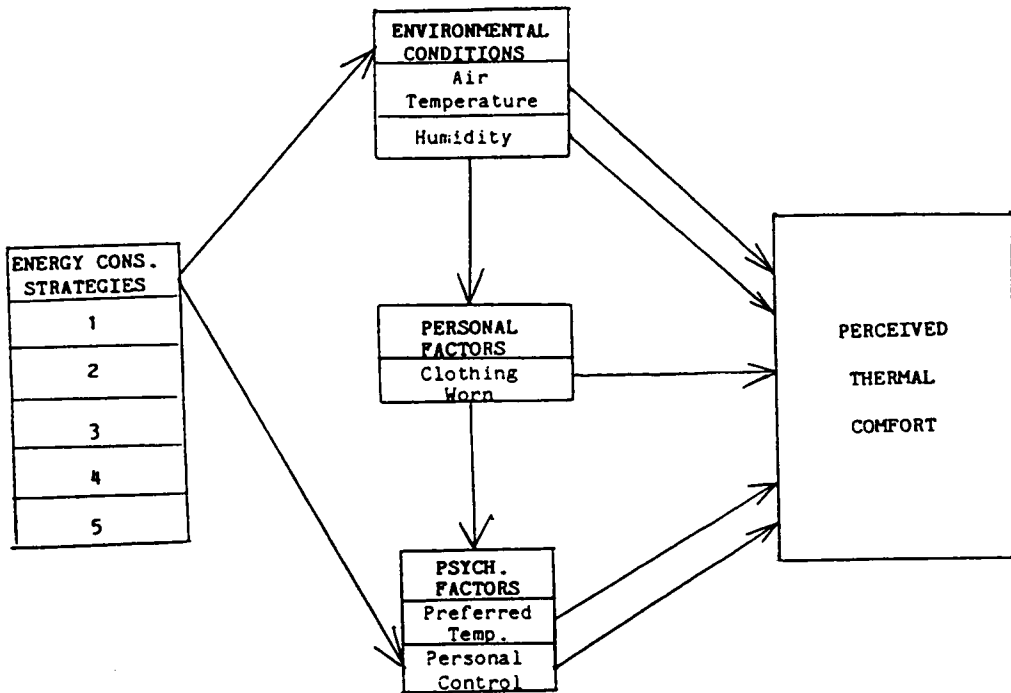 ENVIRONMENTAL
CONDITIONS
Air
Temperature
Humidity
ENERGY CONS.
STRATEGIES
1
2
3
4
5
PERSONAL
FACTORS
Clothing
Worn
PSYCH.
FACTORS
Preferred
Temp.
Personal
Control
PERCEIVED
THERMAL
COMFORT